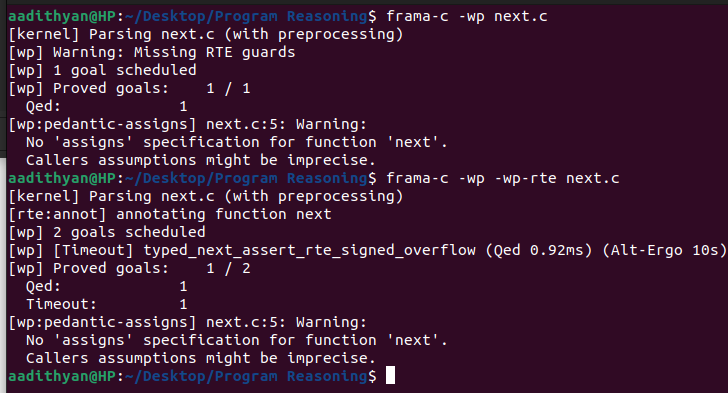 aadithyan@HP:~/Desktop/Program Reasoning$ frama-c -wp next.c
[kernel] Parsing next.c (with preprocessing)
[wp] Warning: Missing RTE guards
[wp] 1 goal scheduled
[wp] Proved goals:    1 / 1
  Qed:             1
[wp:pedantic-assigns] next.c:5: Warning:
  No 'assigns' specification for function 'next'.
  Callers assumptions might be imprecise.
aadithyan@HP:~/Desktop/Program Reasoning$ frama-c -wp -wp-rte next.c
[kernel] Parsing next.c (with preprocessing)
[rte:annot] annotating function next
[wp] 2 goals scheduled
[wp] [Timeout] typed_next_assert_rte_signed_overflow (Qed 0.92ms) (Alt-Ergo 10s)
[wp] Proved goals:    1 / 2
  Qed:             1
  Timeout:         1
[wp:pedantic-assigns] next.c:5: Warning:
  No 'assigns' specification for function 'next'.
  Callers assumptions might be imprecise.
aadithyan@HP:~/Desktop/Program Reasoning$